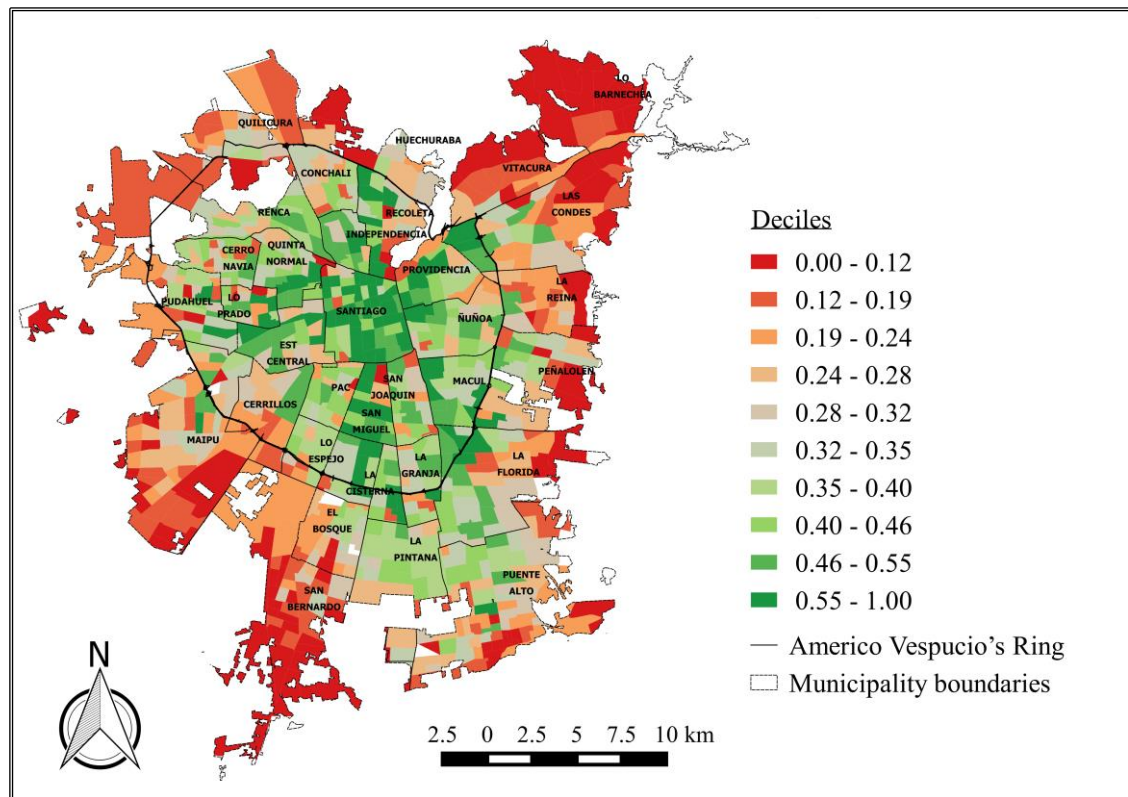 LO
BARNECHEA
QUILICURA
HUECHURABA
CONCHALI
VITACURA
LAS
CONDES
RENCA
RECOLETA
INDEPENDENCIA
CERRO
NAVIA
QUINTA
NORMAL
PROVIDENCIA
LA
REINA
PUDAHUEL
LO
PRADO
SANTIAGO
ÑUÑOA
EST
CENTRAL
PEÑALOLEN
PAC
SAN
JOAQUIN
MACUL
CERRILLOS
SAN
MIGUEL
MAIPU
LO
ESPEJO
LA
GRANJA
LA
FLORIDA
LA
CISTERNA
EL
BOSQUE
LA
PINTANA
PUENTE
ALTO
SAN
BERNARDO
Deciles
0.00 - 0.12
0.12 - 0.19
0.19 - 0.24
0.24 - 0.28
0.28 - 0.32
0.32 - 0.35
0.35 - 0.40
0.40 - 0.46
0.46 - 0.55
0.55 - 1.00
Americo Vespucio's Ring
Municipality boundaries
N
2.5 0 2.5 5 7.5 10 km